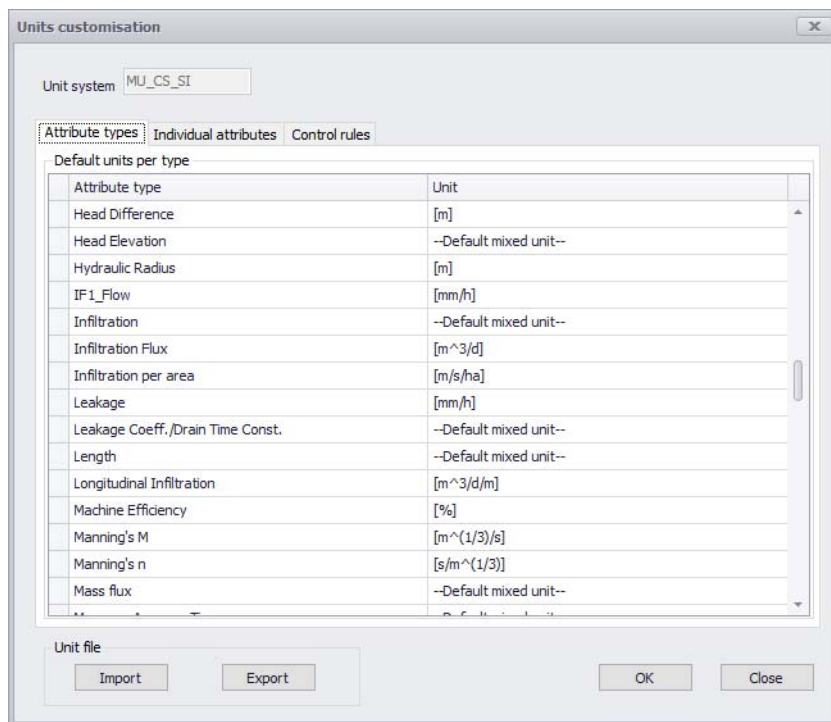 Units customisation
Unit system MU_CS_SI
Attribute types Individual attributes Control rules
Default units per type
Attribute type Unit
Head Difference [m]
Head Elevation --Default mixed unit--
Hydraulic Radius [m]
IF1_Flow [mm/h]
Infiltration --Default mixed unit--
Infiltration Flux [m^3/d]
Infiltration per area [m/s/ha]
Leakage [mm/h]
Leakage Coeff./Drain Time Const. --Default mixed unit--
Length --Default mixed unit--
Longitudinal Infiltration [m^3/d/m]
Machine Efficiency [%]
Manning's M [m^(1/3)/s]
Manning's n [s/m^(1/3)]
Mass flux --Default mixed unit--
Unit file
Import Export OK Close